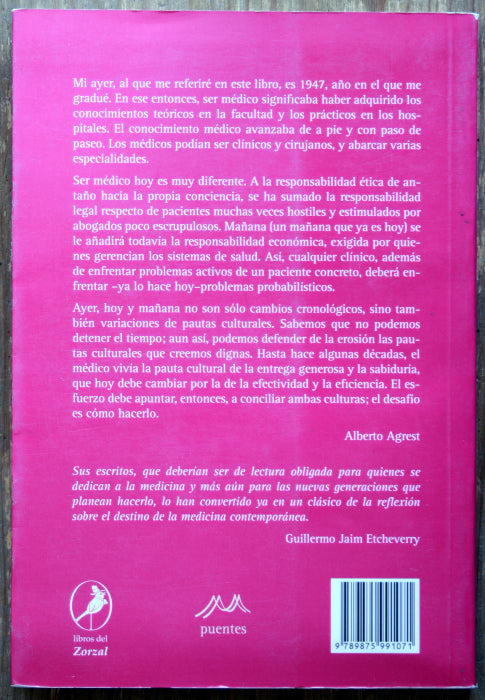 Mi ayer, al que me referiré en este libro, es 1947, año en el que me
gradué. En ese entonces, ser médico significaba haber adquirido los
conocimientos teóricos en la facultad y los prácticos en los hos-
pitales. El conocimiento médico avanzaba de a pie y con paso de
paseo. Los médicos podían ser clínicos y cirujanos, y abarcar varias
especialidades.
Ser médico hoy es muy diferente. A la responsabilidad ética de an-
taño hacia la propia conciencia, se ha sumado la responsabilidad
legal respecto de pacientes muchas veces hostiles y estimulados por
abogados poco escrupulosos. Mañana (un mañana que ya es hoy) se
le añadirá todavía la responsabilidad económica, exigida por quie-
nes gerencian los sistemas de salud. Así, cualquier clínico, además
de enfrentar problemas activos de un paciente concreto, deberá en-
frentar –ya lo hace hoy–problemas probabilísticos.
Ayer, hoy y mañana no son sólo cambios cronológicos, sino tam-
bién variaciones de pautas culturales. Sabemos que no podemos
detener el tiempo; aun así, podemos defender de la erosión las pau-
tas culturales que creemos dignas. Hasta hace algunas décadas, el
médico vivía la pauta cultural de la entrega generosa y la sabiduría,
que hoy debe cambiar por la de la efectividad y la eficiencia. El es-
fuerzo debe apuntar, entonces, a conciliar ambas culturas; el desafío
es cómo hacerlo.
Alberto Agrest
Sus escritos, que deberían ser de lectura obligada para quienes se
dedican a la medicina y más aún para las nuevas generaciones que
planean hacerlo, lo han convertido ya en un clásico de la reflexión
sobre el destino de la medicina contemporánea.
Guillermo Jaim Etcheverry
libros del
Zorzal
puentes
9 789875 991071